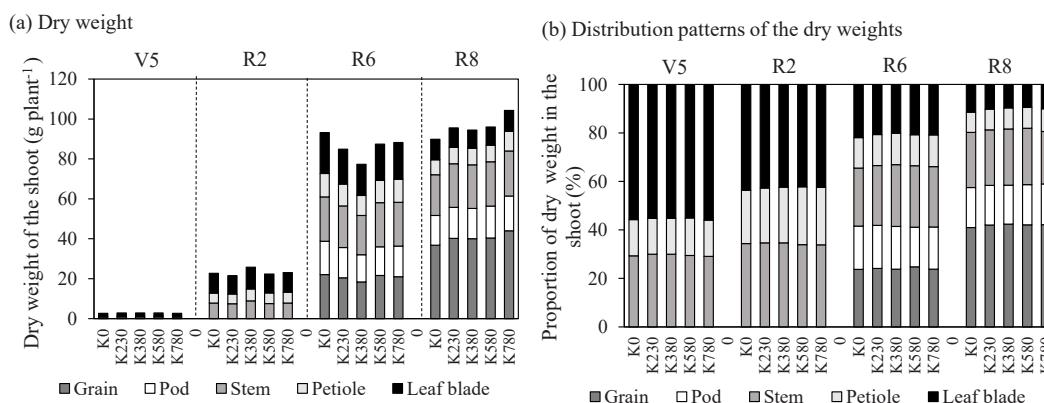 (a) Dry weight
V5 R2 R6 R8
Dry weight of the shoot (g plant⁻¹)
120
100
80
60
40
20
0
K0 K230 K380 K580 K780 0 K0 K230 K380 K580 K780 0 K0 K230 K380 K580 K780 0 K0 K230 K380 K580 K780
Grain Pod Stem Petiole Leaf blade
(b) Distribution patterns of the dry weights
V5 R2 R6 R8
Proportion of dry weight in the
shoot (%)
100
80
60
40
20
0
K0 K230 K380 K580 K780 0 K0 K230 K380 K580 K730 0 K0 K230 K380 K580 K780 0 K0 K230 K380 K580 K780
Grain Pod Stem Petiole Leaf blade